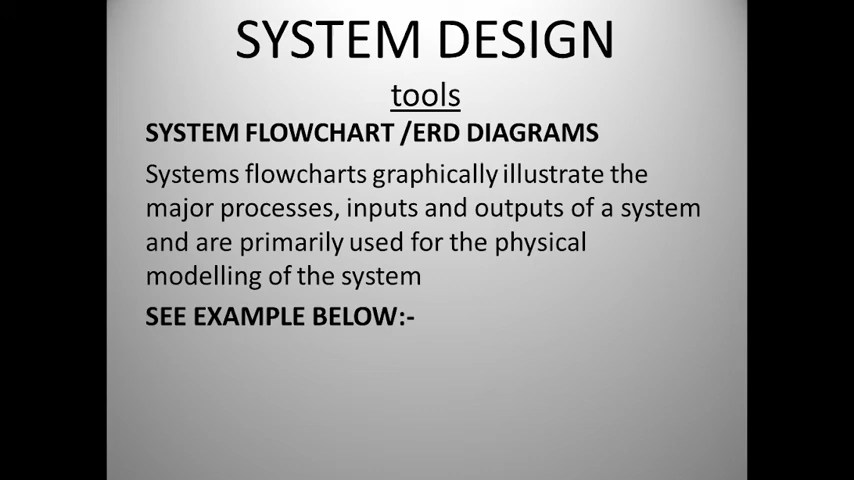 SYSTEM DESIGN
tools
SYSTEM FLOWCHART /ERD DIAGRAMS
Systems flowcharts graphically illustrate the
major processes, inputs and outputs of a system
and are primarily used for the physical
modelling of the system
SEE EXAMPLE BELOW:-